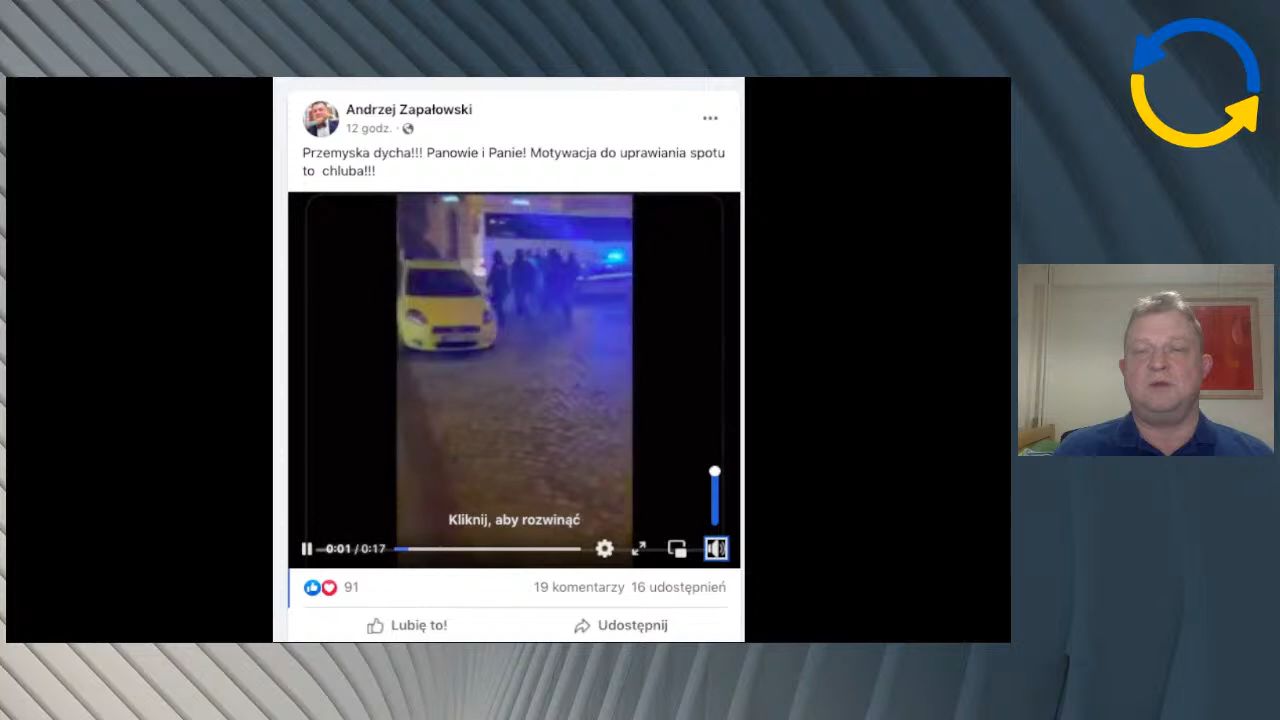 Andrzej Zapałowski
12 godz. ·
Przemyska dycha!!! Panowie i Panie! Motywacja do uprawiania spotu
to chluba!!!
Kliknij, aby rozwinąć
0:01 / 0:17
91
19 komentarzy 16 udostępnień
Lubię to!
Udostępnij